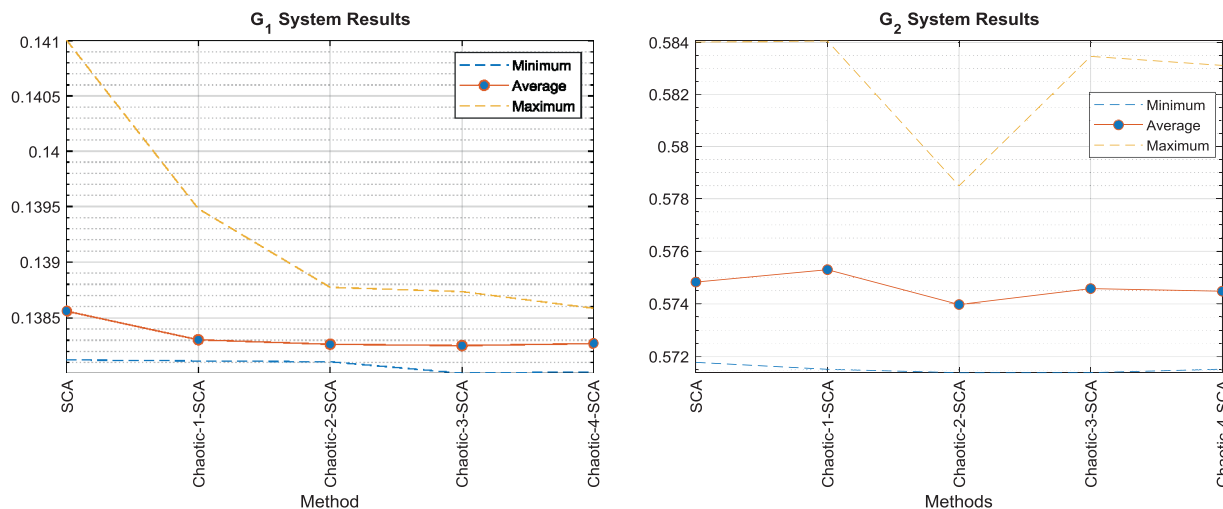 G1 System Results
0.141
0.1405
0.14
0.1395
0.139
0.1385
Minimum
Average
Maximum
SCA
Chaotic-1-SCA
Chaotic-2-SCA
Chaotic-3-SCA
Chaotic-4-SCA
Method
G2 System Results
0.584
0.582
0.58
0.578
0.576
0.574
0.572
Minimum
Average
Maximum
SCA
Chaotic-1-SCA
Chaotic-2-SCA
Chaotic-3-SCA
Chaotic-4-SCA
Methods